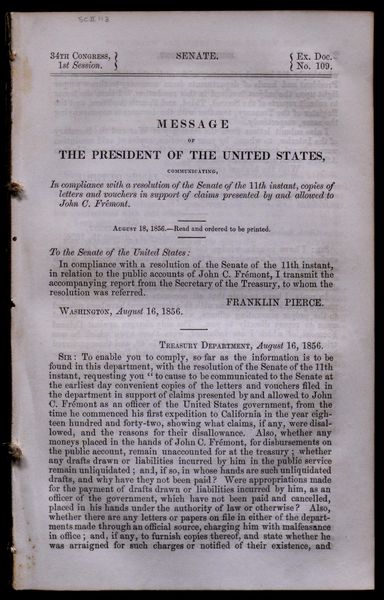 SCB 113
34TH CONGRESS, } SENATE. { Ex. Doc.
1st Session. } { No. 109.
MESSAGE
OF
THE PRESIDENT OF THE UNITED STATES,
COMMUNICATING,
In compliance with a resolution of the Senate of the 11th instant, copies of
letters and vouchers in support of claims presented by and allowed to
John C. Frémont.
AUGUST 18, 1856.—Read and ordered to be printed.
To the Senate of the United States:
In compliance with a resolution of the Senate of the 11th instant,
in relation to the public accounts of John C. Frémont, I transmit the
accompanying report from the Secretary of the Treasury, to whom the
resolution was referred.
FRANKLIN PIERCE.
WASHINGTON, August 16, 1856.
TREASURY DEPARTMENT, August 16, 1856.
SIR: To enable you to comply, so far as the information is to be
found in this department, with the resolution of the Senate of the 11th
instant, requesting you "to cause to be communicated to the Senate at
the earliest day convenient copies of the letters and vouchers filed in
the department in support of claims presented by and allowed to John
C. Frémont as an officer of the United States government, from the
time he commenced his first expedition to California in the year eigh-
teen hundred and forty-two, showing what claims, if any, were disal-
lowed, and the reasons for their disallowance. Also, whether any
moneys placed in the hands of John C. Frémont, for disbursements on
the public account, remain unaccounted for at the treasury; whether
any drafts drawn or liabilities incurred by him in the public service
remain unliquidated; and, if so, in whose hands are such unliquidated
drafts, and why have they not been paid? Were appropriations made
for the payment of drafts drawn or liabilities incurred by him, as an
officer of the government, which have not been paid and cancelled,
placed in his hands under the authority of law or otherwise? Also,
whether there are any letters or papers on file in either of the depart-
ments made through an official source, charging him with malfeasance
in office; and, if any, to furnish copies thereof, and state whether he
was arraigned for such charges or notified of their existence, and